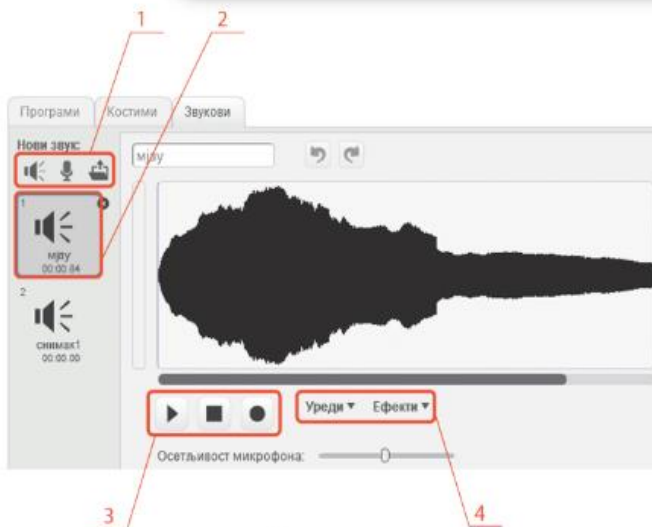 1
2
Програми
Костими
Звукови
Нови звук:
мјау
1
мјау
00:00.84
2
снимак1
00:00.00
Уреди
Ефекти
Осетљивост микрофона:
3
4